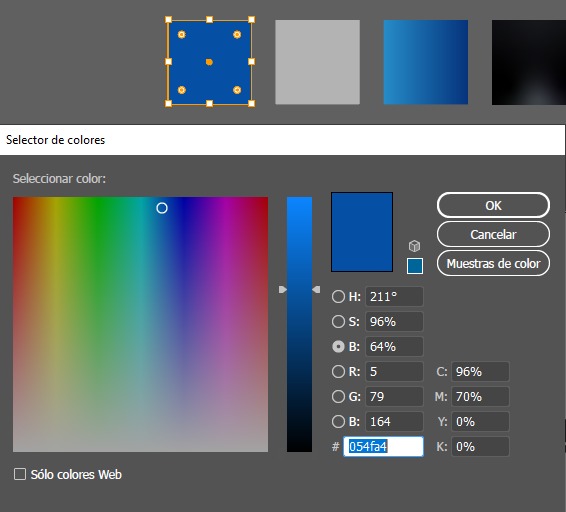 Selector de colores
Seleccionar color:
OK
Cancelar
Muestras de color
H: 211°
S: 96%
B: 64%
R: 5 C: 96%
G: 79 M: 70%
B: 164 Y: 0%
# 054fa4 K: 0%
Sólo colores Web